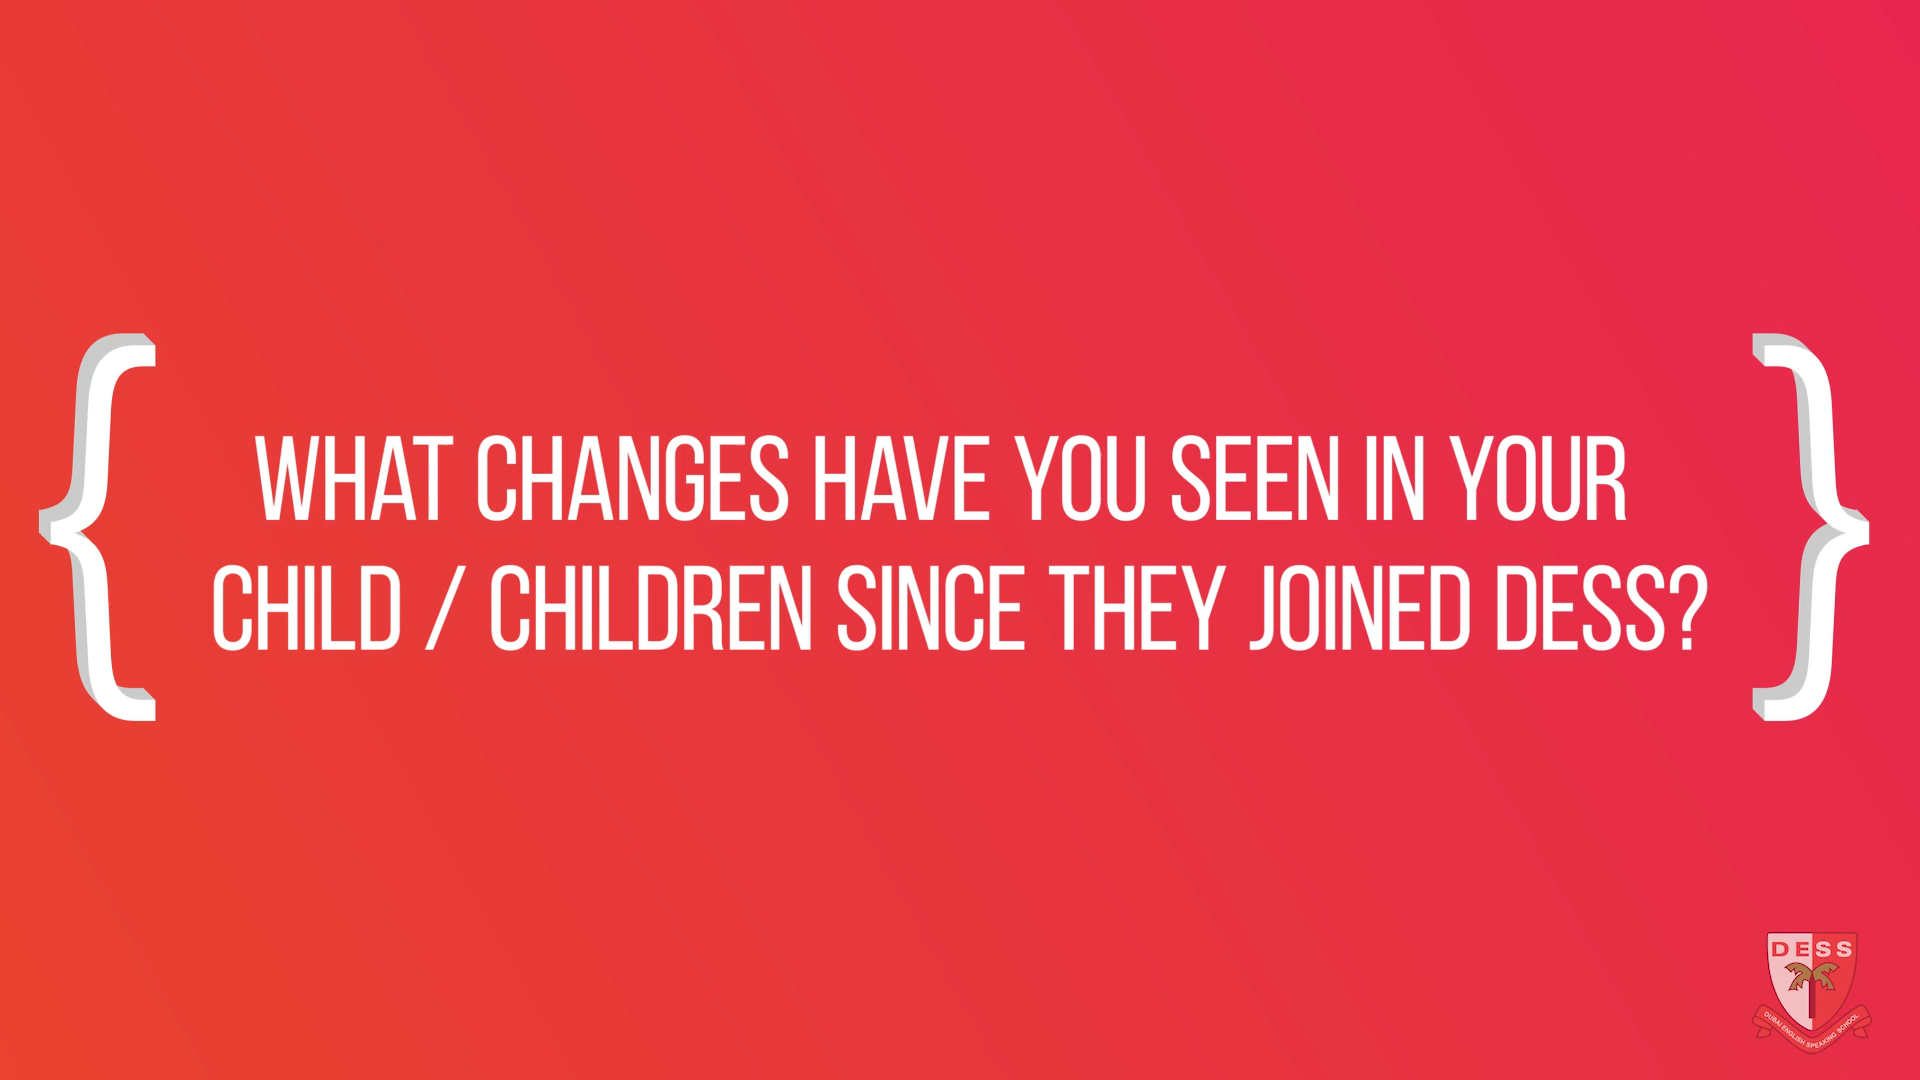 WHAT CHANGES HAVE YOU SEEN IN YOUR
CHILD / CHILDREN SINCE THEY JOINED DESS?
DESS
DUBAI ENGLISH SPEAKING SCHOOL